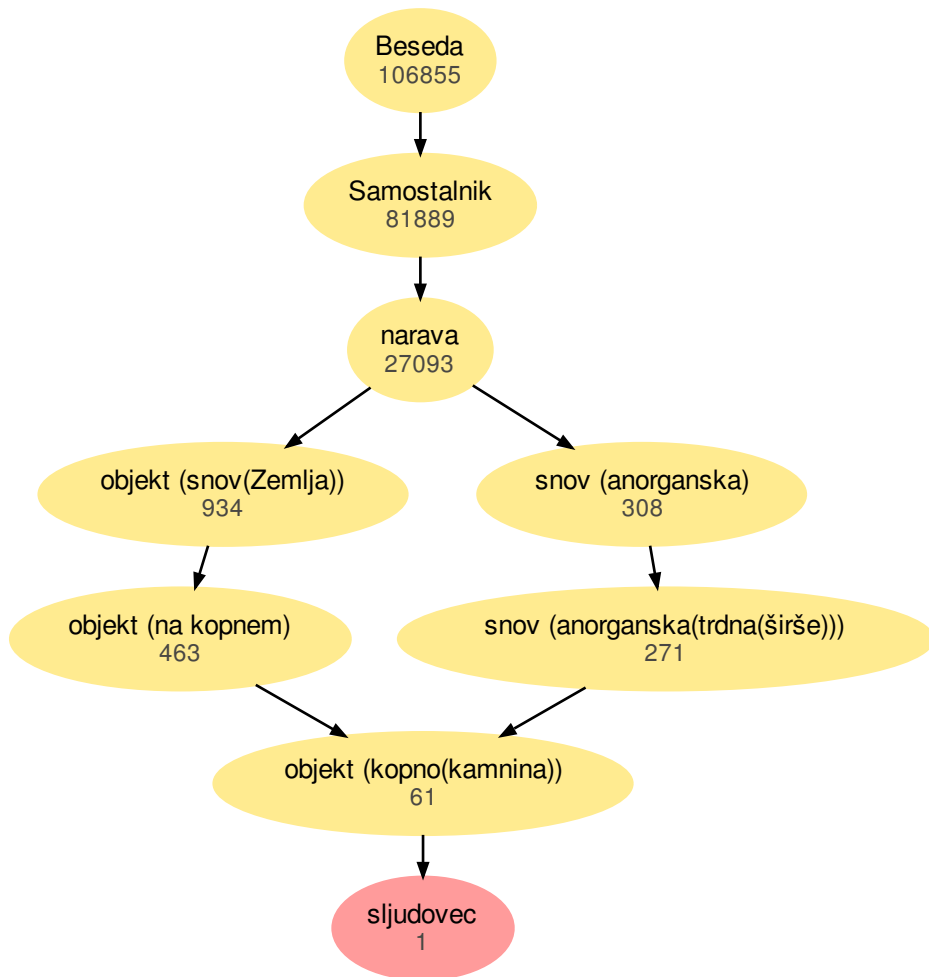 Beseda
106855
Samostalnik
81889
narava
27093
objekt (snov(Zemlja))
934
snov (anorganska)
308
objekt (na kopnem)
463
snov (anorganska(trdna(širše)))
271
objekt (kopno(kamnina))
61
sljudovec
1